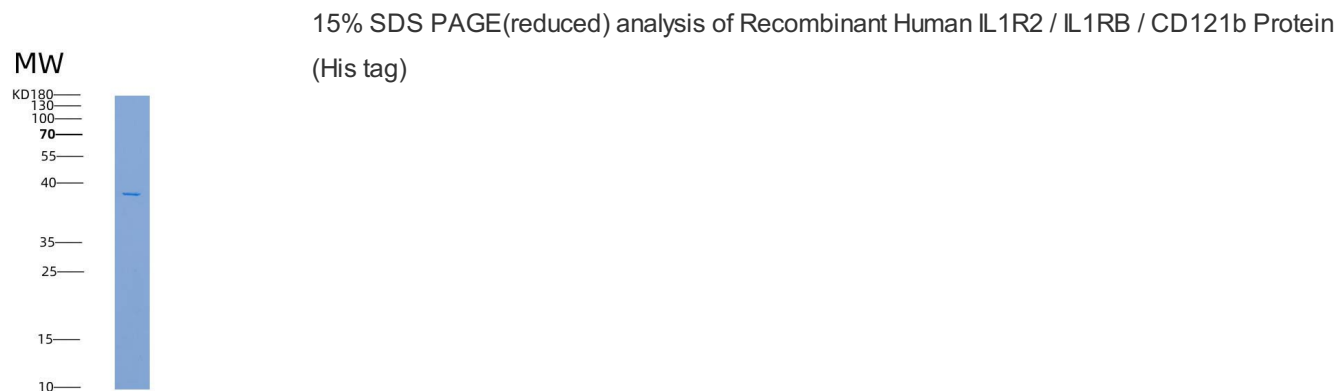 15% SDS PAGE(reduced) analysis of Recombinant Human IL1R2 / IL1RB / CD121b Protein
(His tag)
MW
KD180
130
100
70
55
40
35
25
15
10